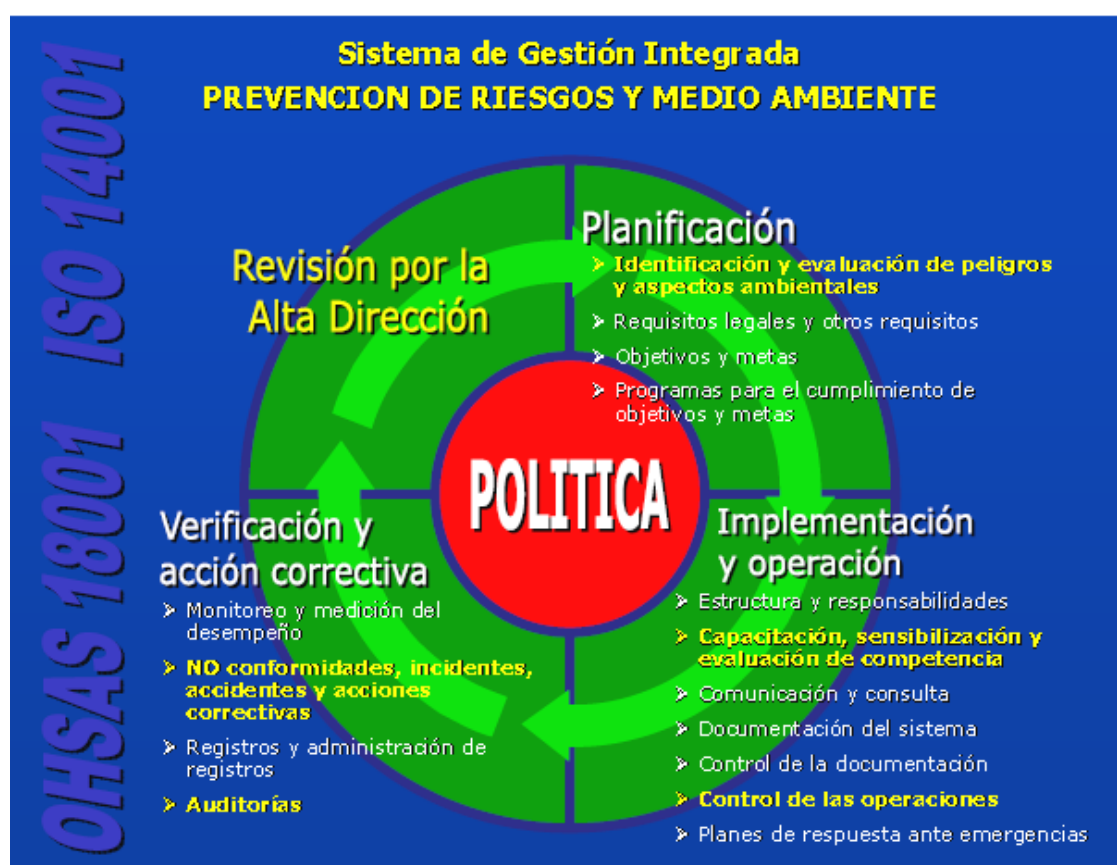 Sistema de Gestión Integrada
PREVENCION DE RIESGOS Y MEDIO AMBIENTE
OHSAS 18001 ISO 14001
Revisión por la
Alta Dirección
Planificación
➢ Identificación y evaluación de peligros
y aspectos ambientales
➢ Requisitos legales y otros requisitos
➢ Objetivos y metas
➢ Programas para el cumplimiento de
objetivos y metas
POLITICA
Implementación
y operación
➢ Estructura y responsabilidades
➢ Capacitación, sensibilización y
evaluación de competencia
➢ Comunicación y consulta
➢ Documentación del sistema
➢ Control de la documentación
➢ Control de las operaciones
➢ Planes de respuesta ante emergencias
Verificación y
acción correctiva
➢ Monitoreo y medición del
desempeño
➢ NO conformidades, incidentes,
accidentes y acciones
correctivas
➢ Registros y administración de
registros
➢ Auditorías